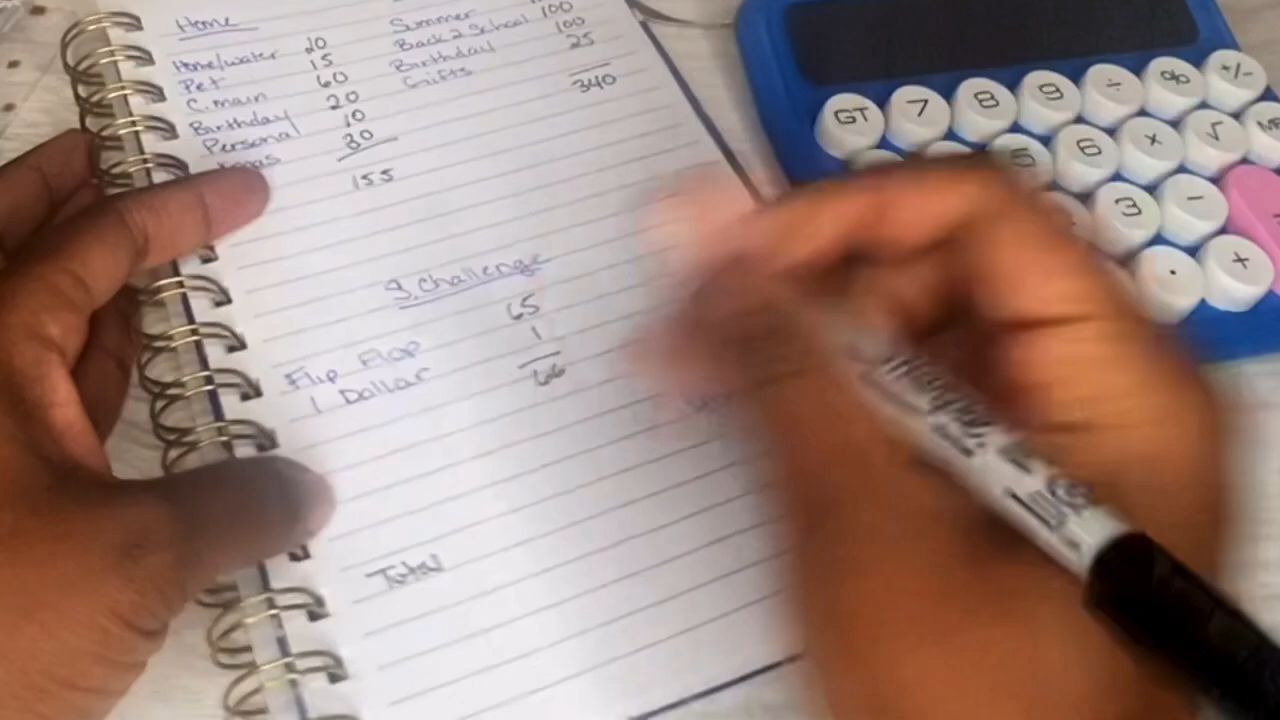 Home
Home/water 20
Pet 15
C.main 60
Birthday 20
Personal 10
30
155
Summer 100
Back 2 School 100
Birthday 25
Gifts
340
S.Challenge
Flip Flop 65
1 Dollar 1
66
Total
GT 7 8 9 ÷ % +/-
5 6 × √
3 −
. +